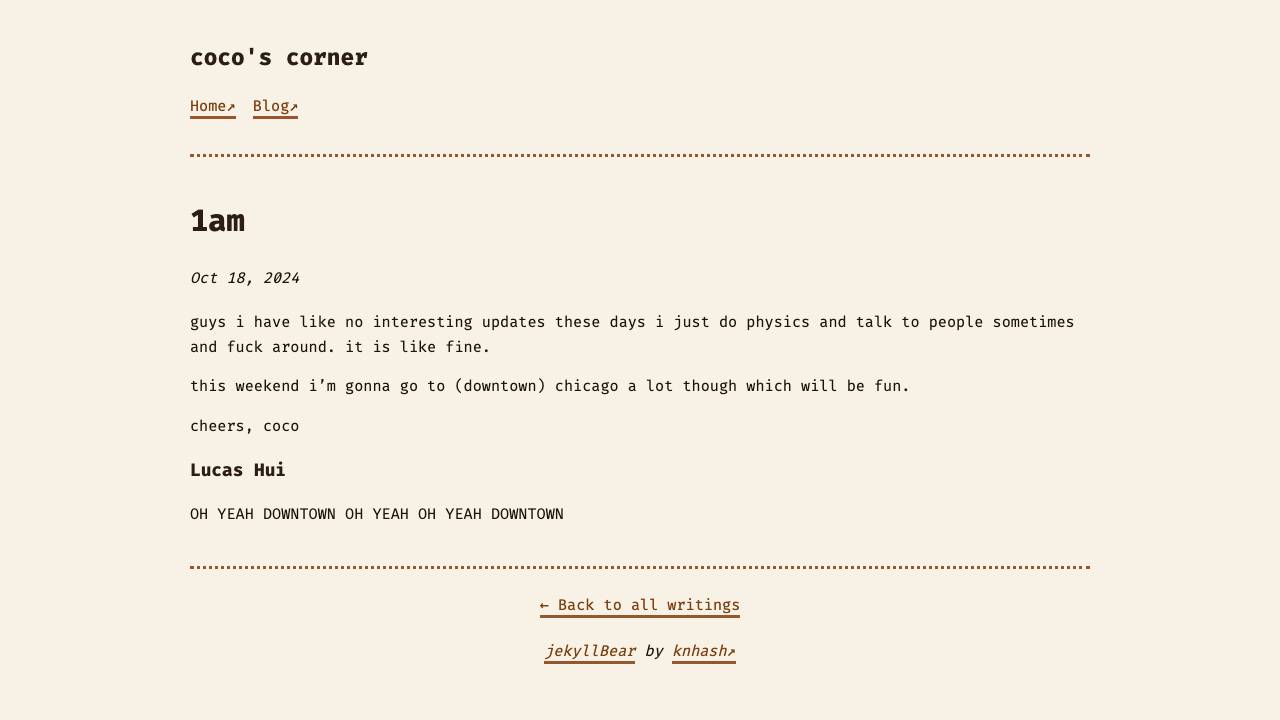 coco's corner
Home↗ Blog↗
1am
Oct 18, 2024
guys i have like no interesting updates these days i just do physics and talk to people sometimes
and fuck around. it is like fine.
this weekend i’m gonna go to (downtown) chicago a lot though which will be fun.
cheers, coco
Lucas Hui
OH YEAH DOWNTOWN OH YEAH OH YEAH DOWNTOWN
← Back to all writings
jekyllBear by knhash↗